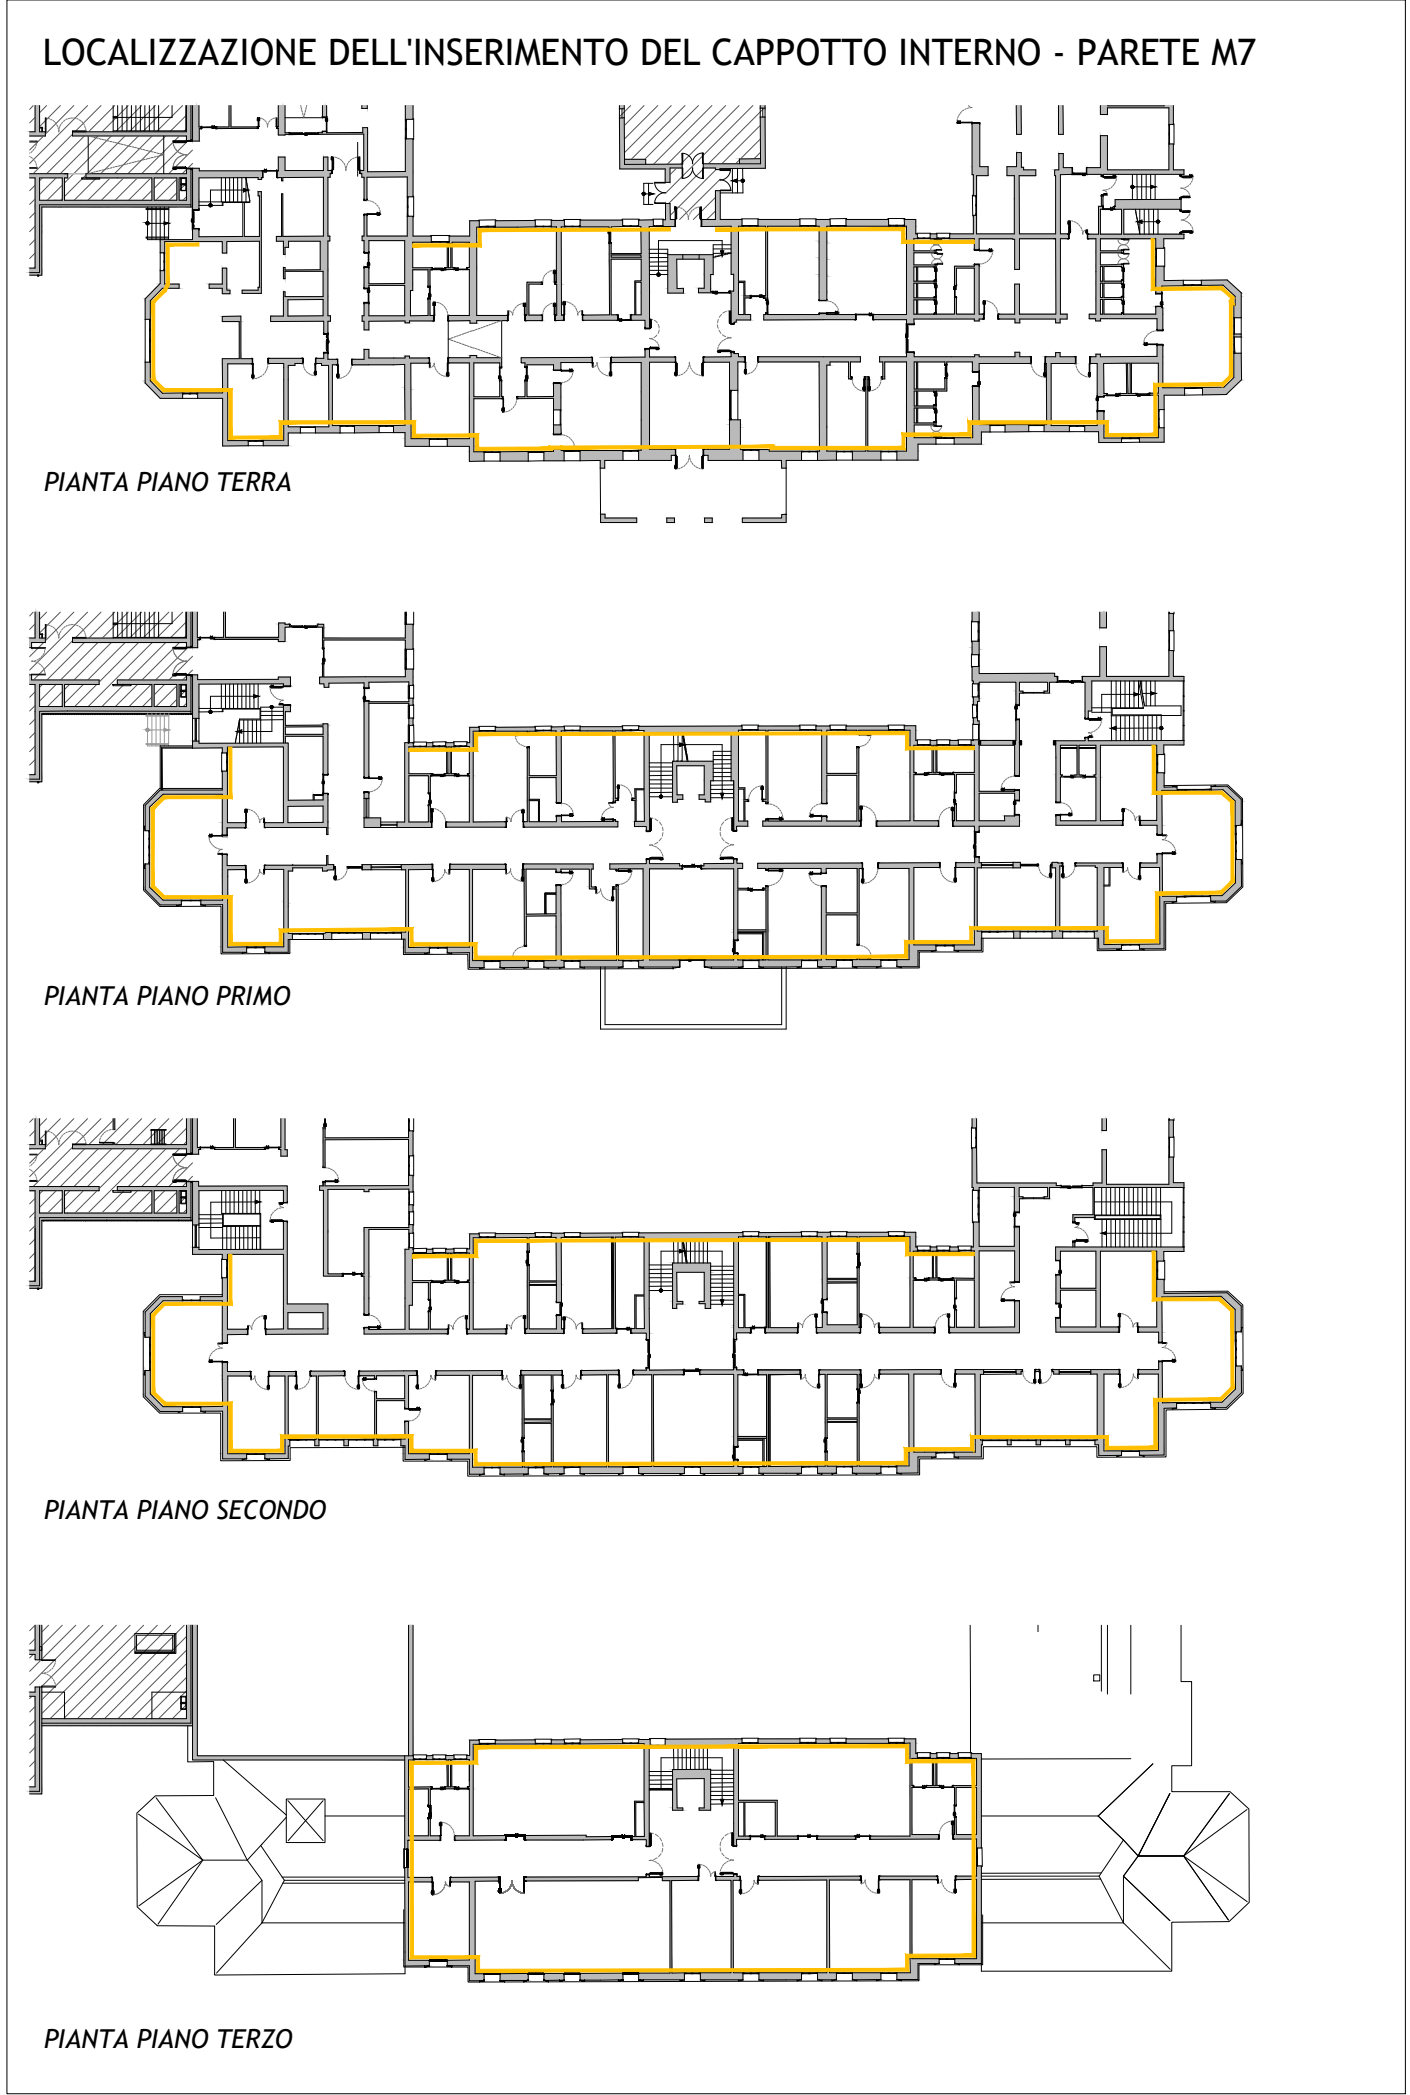 LOCALIZZAZIONE DELL'INSERIMENTO DEL CAPPOTTO INTERNO - PARETE M7
PIANTA PIANO TERRA
PIANTA PIANO PRIMO
PIANTA PIANO SECONDO
PIANTA PIANO TERZO